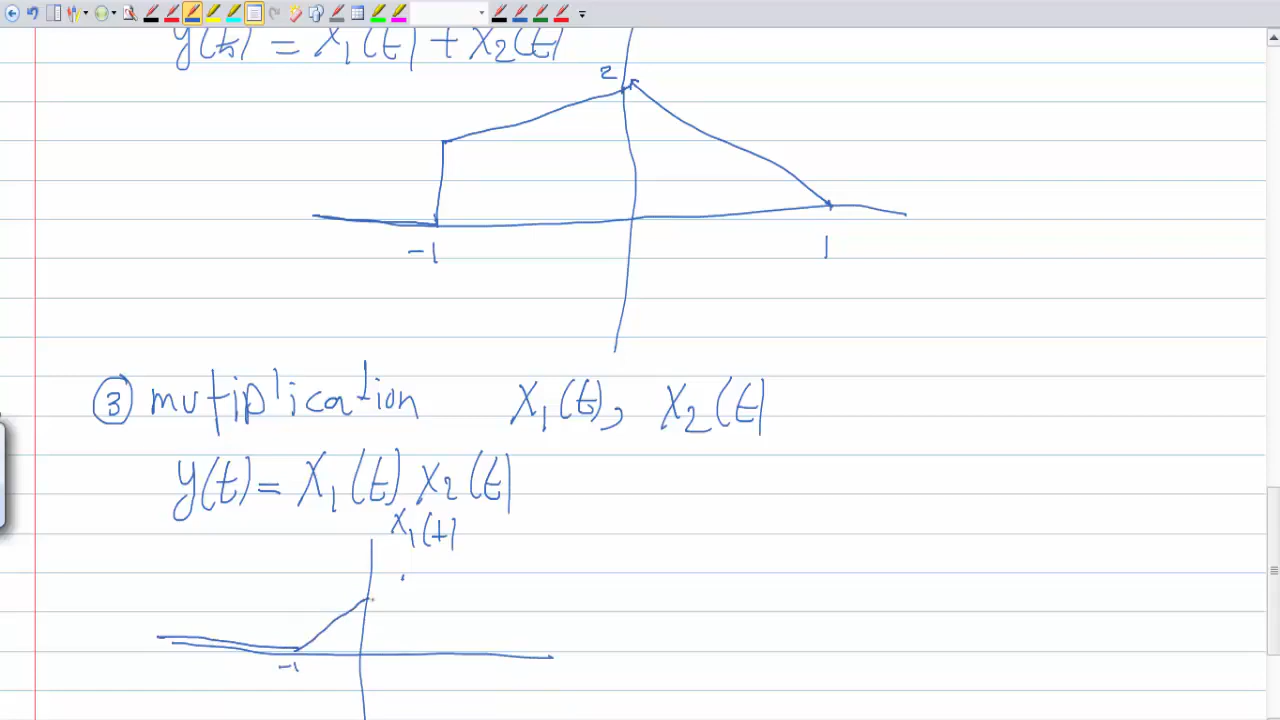 y(t) = x₁(t) + x₂(t)
2
-1 1
③ mutiplication x₁(t), x₂(t)
y(t) = x₁(t) x₂(t)
x₁(t)
-1